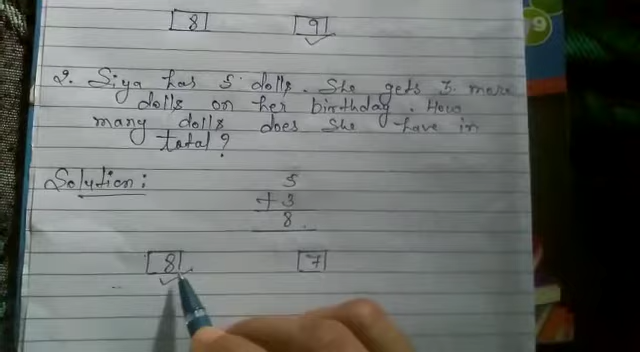 8 9
2. Siya has 5 dolls. She gets 3 more
dolls on her birthday. How
many dolls does she have in
total?
Solution:
5
+ 3
8
8 7
9